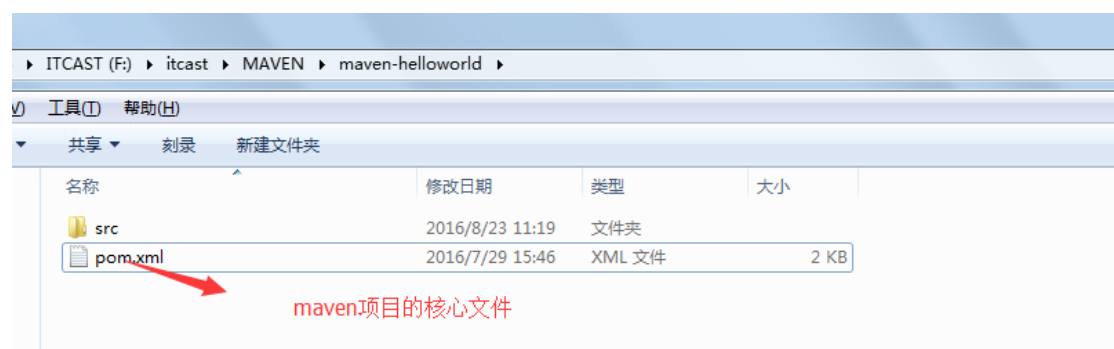 ITCAST (F:) ▸ itcast ▸ MAVEN ▸ maven-helloworld ▸
V) 工具(T) 帮助(H)
共享 刻录 新建文件夹
名称 修改日期 类型 大小
src 2016/8/23 11:19 文件夹
pom.xml 2016/7/29 15:46 XML 文件 2 KB
maven项目的核心文件